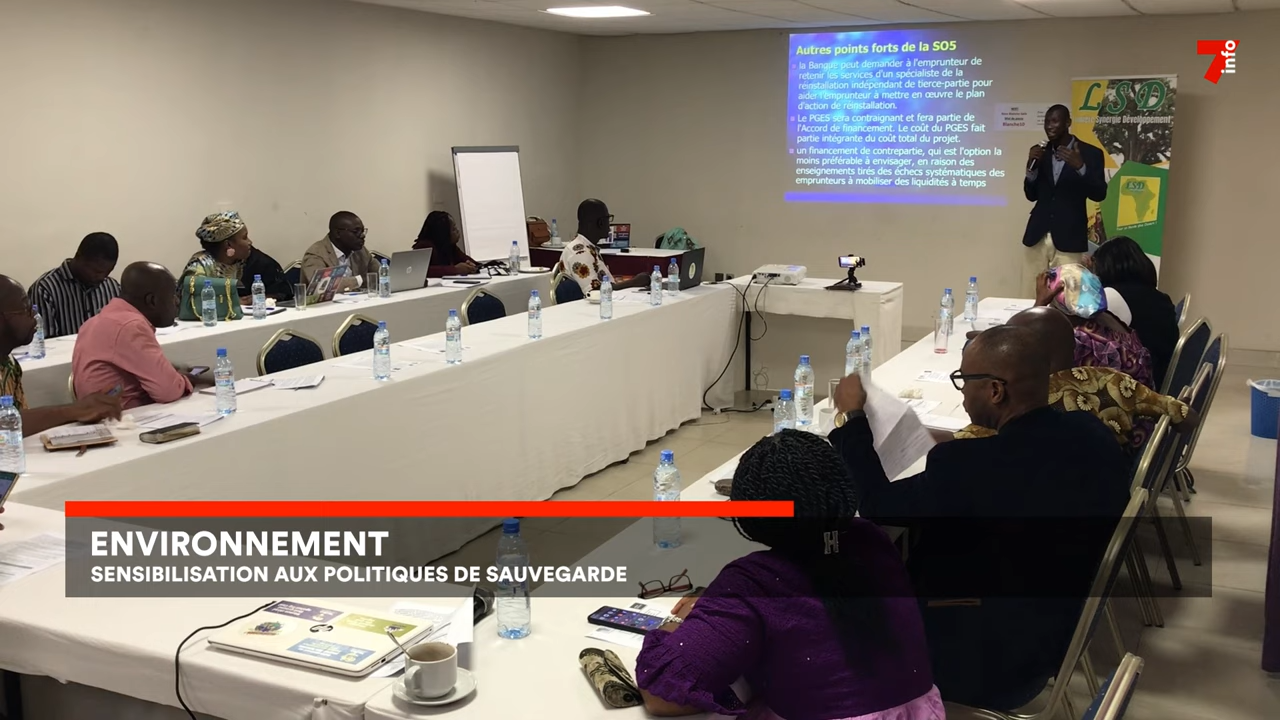 Autres points forts de la SO5
la Banque peut demander à l'emprunteur de
retenir les services d'un spécialiste de la
réinstallation indépendant de tierce-partie pour
aider l'emprunteur à mettre en œuvre le plan
d'action de réinstallation.
Le PGES sera contraignant et fera partie de
l'Accord de financement. Le coût du PGES fait
partie intégrante du coût total du projet.
un financement de contrepartie, qui est l'option la
moins préférable à envisager, en raison des
enseignements tirés des échecs systématiques des
emprunteurs à mobiliser des liquidités à temps
7info
LSD
Synergie Développement
LSD
ENVIRONNEMENT
SENSIBILISATION AUX POLITIQUES DE SAUVEGARDE